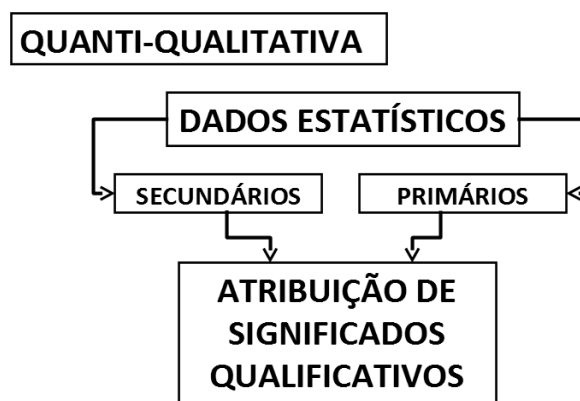 QUANTI-QUALITATIVA
DADOS ESTATÍSTICOS
SECUNDÁRIOS
PRIMÁRIOS
ATRIBUIÇÃO DE
SIGNIFICADOS
QUALIFICATIVOS